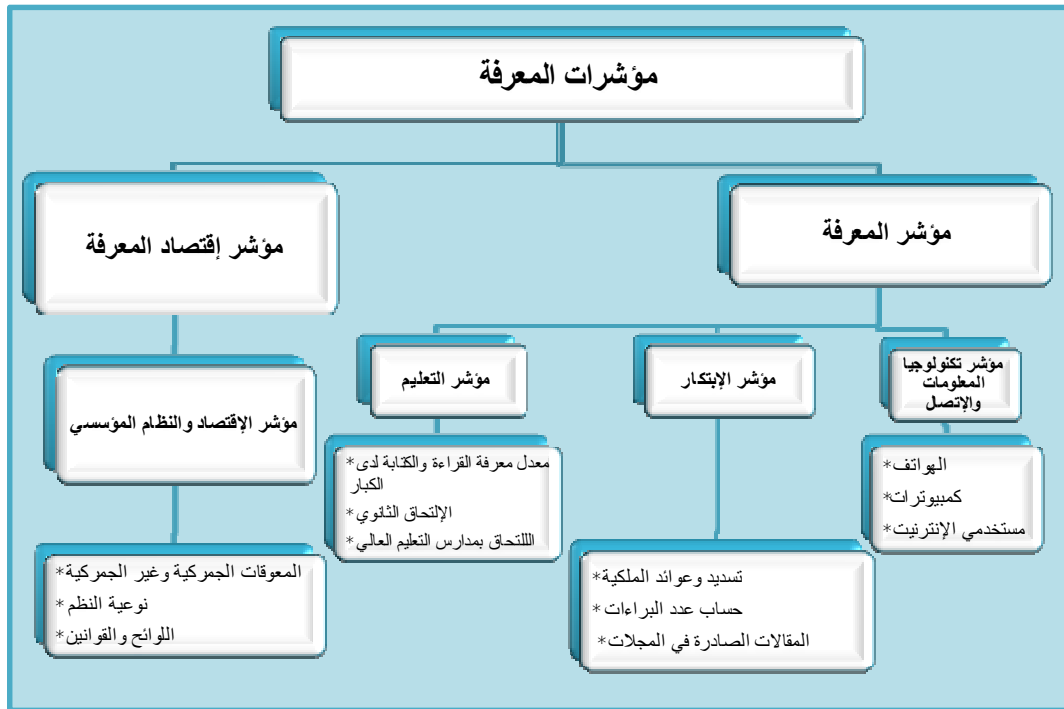 مؤشرات المعرفة
مؤشر المعرفة
مؤشر إقتصاد المعرفة
مؤشر تكنولوجيا
المعلومات
والإتصل
مؤشر الإبتكار
مؤشر التعليم
مؤشر الإقتصاد والنظام المؤسسي
*الهواتف
*كمبيوترات
*مستخدمي الإنترنيت
*تسديد وعوائد الملكية
*حساب عدد البراءات
*المقالات الصادرة في المجلات
*معدل معرفة القراءة والكتابة لدى
الكبار
*الإلتحاق الثانوي
*اللتحاق بمدارس التعليم العالي
*المعوقات الجمركية وغير الجمركية
*نوعية النظم
*اللوائح والقوانين